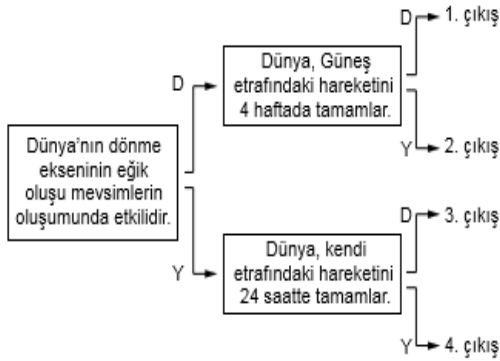 Dünya'nın dönme
ekseninin eğik
oluşu mevsimlerin
oluşumunda etkilidir.
D
Dünya, Güneş
etrafındaki hareketini
4 haftada tamamlar.
D
1. çıkış
Y
2. çıkış
Y
Dünya, kendi
etrafındaki hareketini
24 saatte tamamlar.
D
3. çıkış
Y
4. çıkış